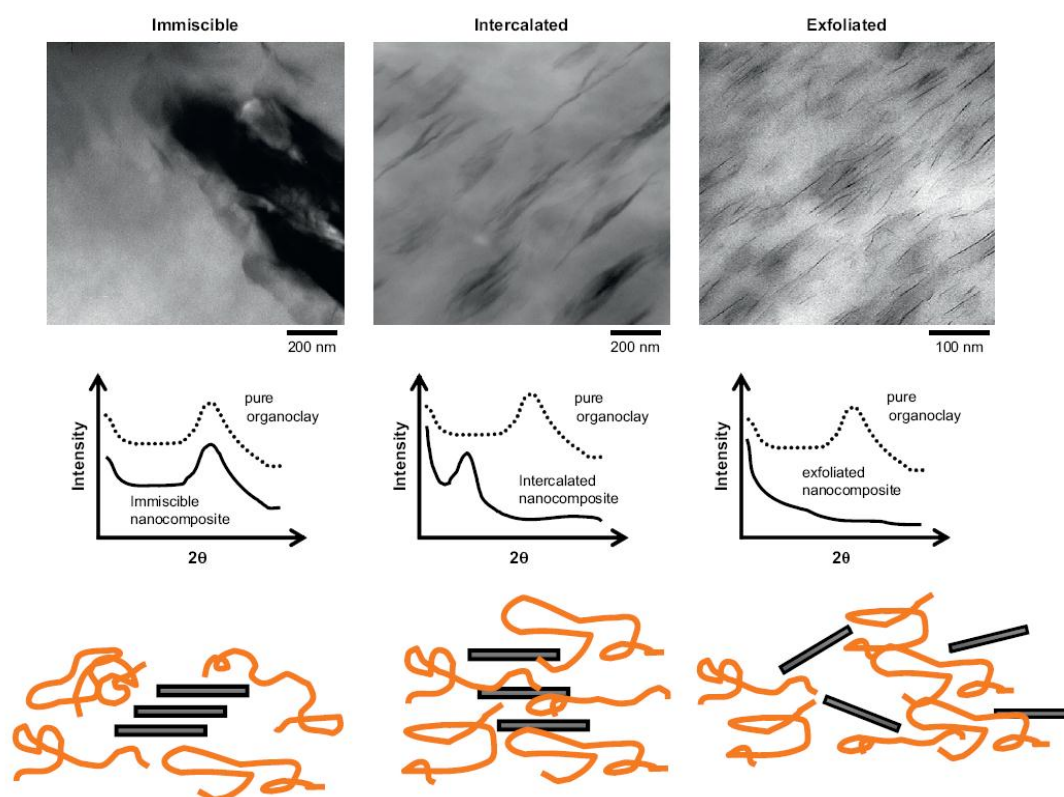 Immiscible
Intercalated
Exfoliated
200 nm
200 nm
100 nm
Intensity
pure
organoclay
Immiscible
nanocomposite
2θ
Intensity
pure
organoclay
Intercalated
nanocomposite
2θ
Intensity
pure
organoclay
exfoliated
nanocomposite
2θ